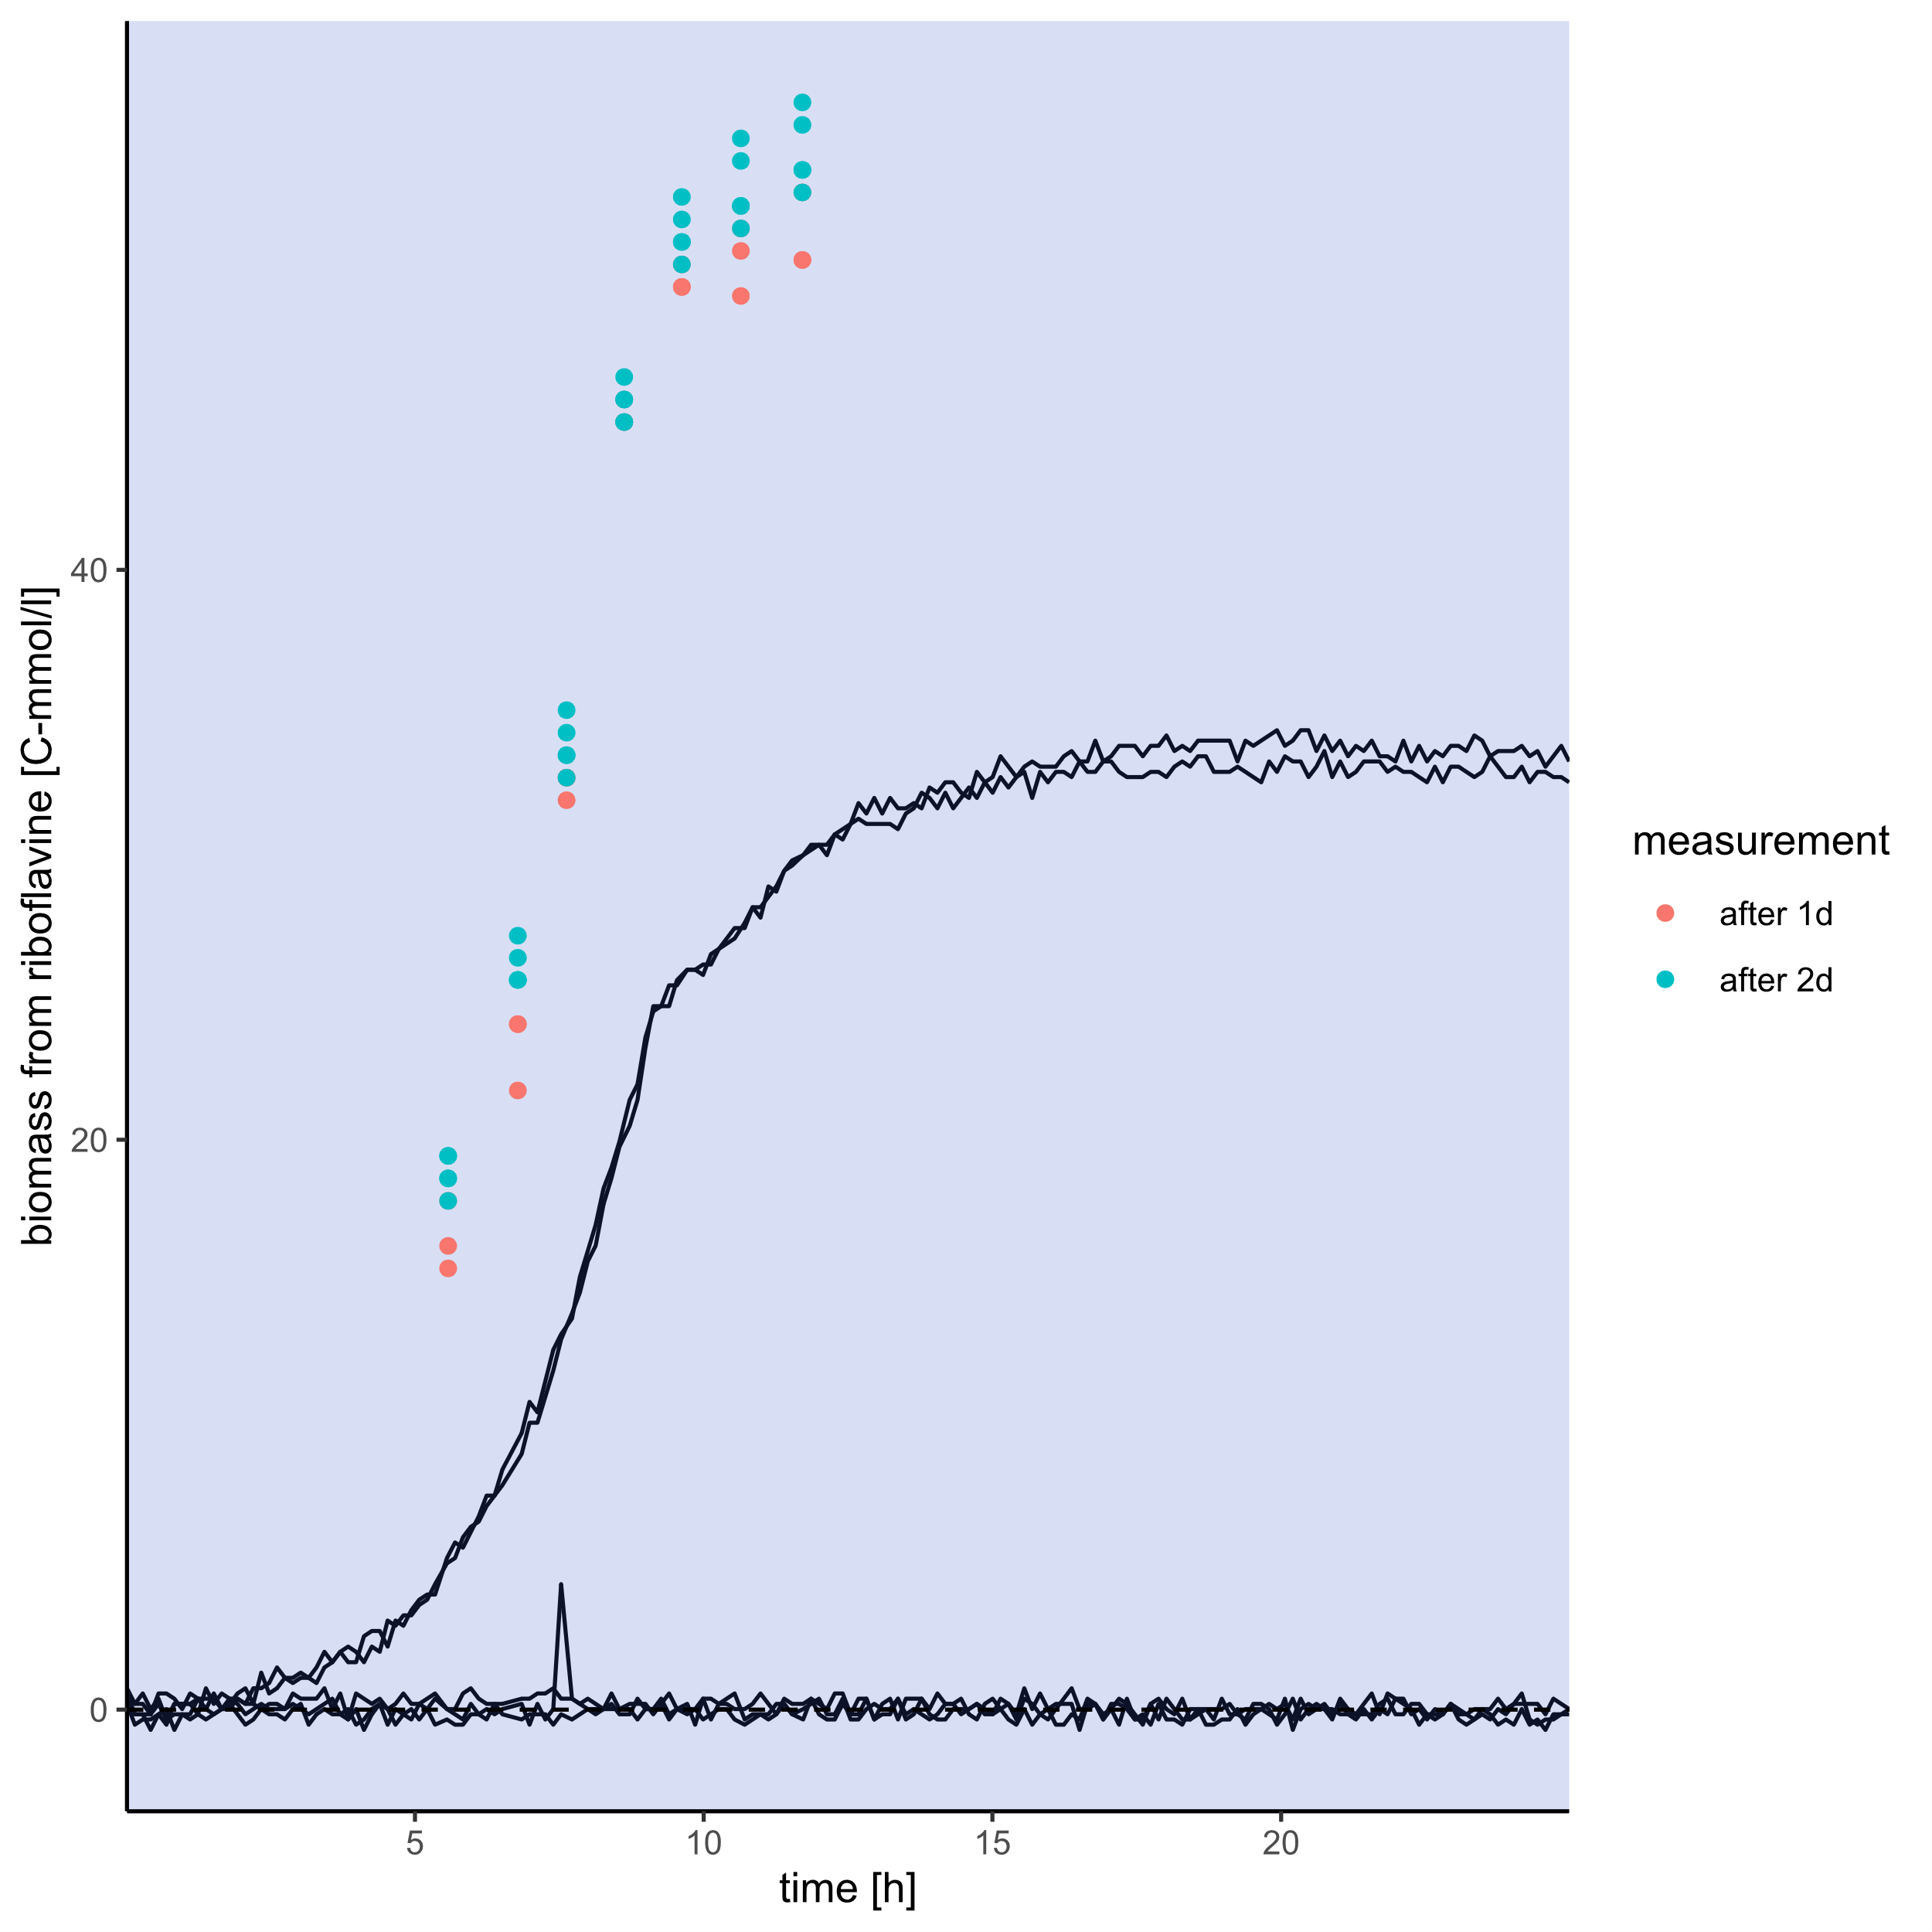 biomass from riboflavine [C-mmol/l]
40
20
0
5
10
15
20
time [h]
measurement
after 1d
after 2d